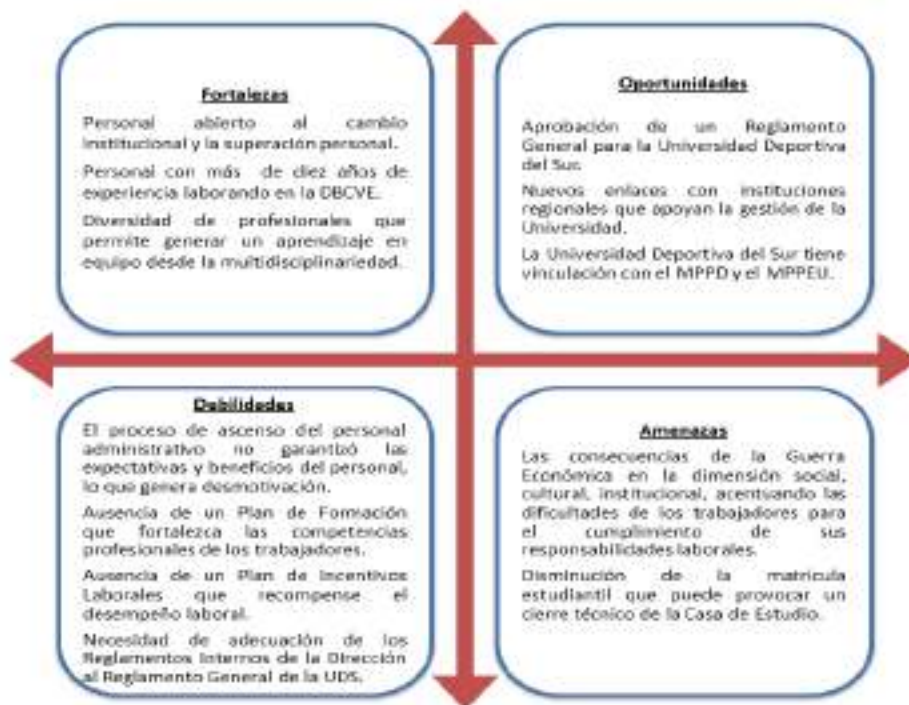 Fortalezas
Personal abierto al cambio
institucional y la superación personal.
Personal con más de diez años de
experiencia laborando en la DBCVE.
Diversidad de profesionales que
permite generar un aprendizaje en
equipo desde la multidisciplinariedad.
Oportunidades
Aprobación de un Reglamento
General para la Universidad Deportiva
del Sur.
Nuevos enlaces con instituciones
regionales que apoyan la gestión de la
Universidad.
La Universidad Deportiva del Sur tiene
vinculación con el MPPD y el MPPEU.
Debilidades
El proceso de ascenso del personal
administrativo no garantizó las
expectativas y beneficios del personal,
lo que genera desmotivación.
Ausencia de un Plan de Formación
que fortalezca las competencias
profesionales de los trabajadores.
Ausencia de un Plan de Incentivos
Laborales que recompense el
desempeño laboral.
Necesidad de adecuación de los
Reglamentos Internos de la Dirección
al Reglamento General de la UDS.
Amenazas
Las consecuencias de la Guerra
Económica en la dimensión social,
cultural, institucional, acentuando las
dificultades de los trabajadores para
el cumplimiento de sus
responsabilidades laborales.
Disminución de la matricula
estudiantil que puede provocar un
cierre técnico de la Casa de Estudio.